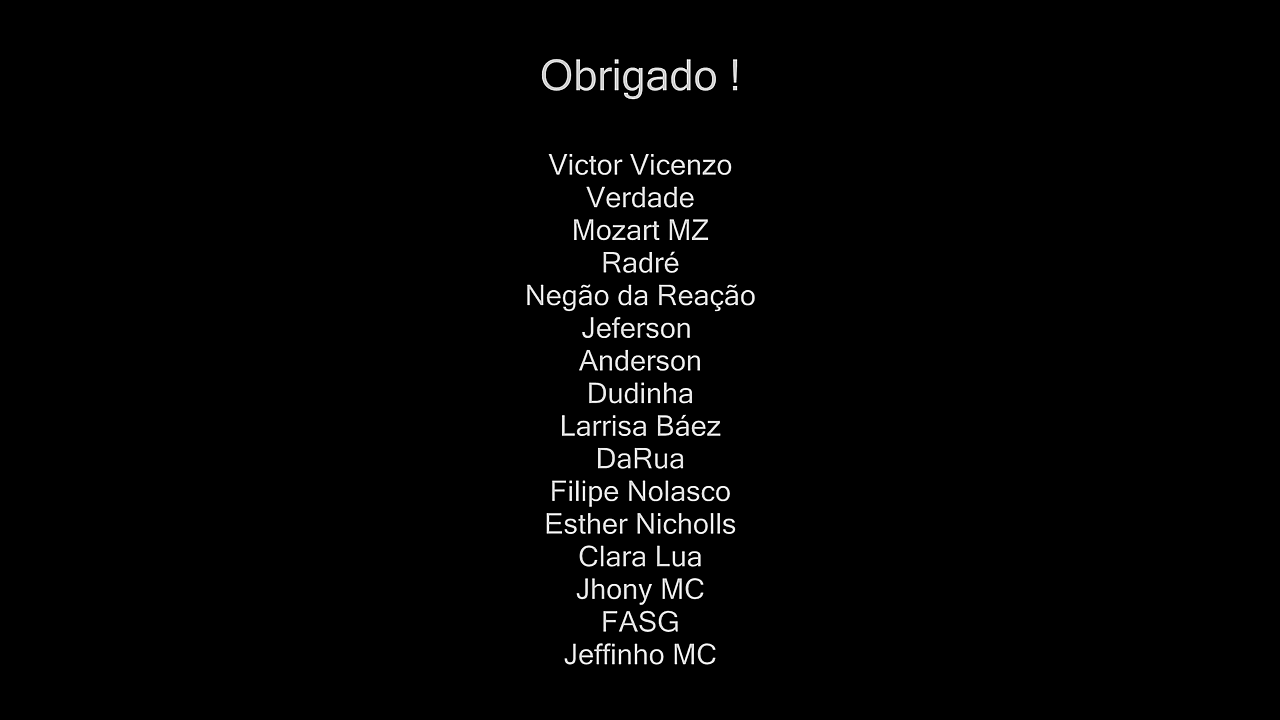 Obrigado !
Victor Vicenzo
Verdade
Mozart MZ
Radré
Negão da Reação
Jeferson
Anderson
Dudinha
Larrisa Báez
DaRua
Filipe Nolasco
Esther Nicholls
Clara Lua
Jhony MC
FASG
Jeffinho MC